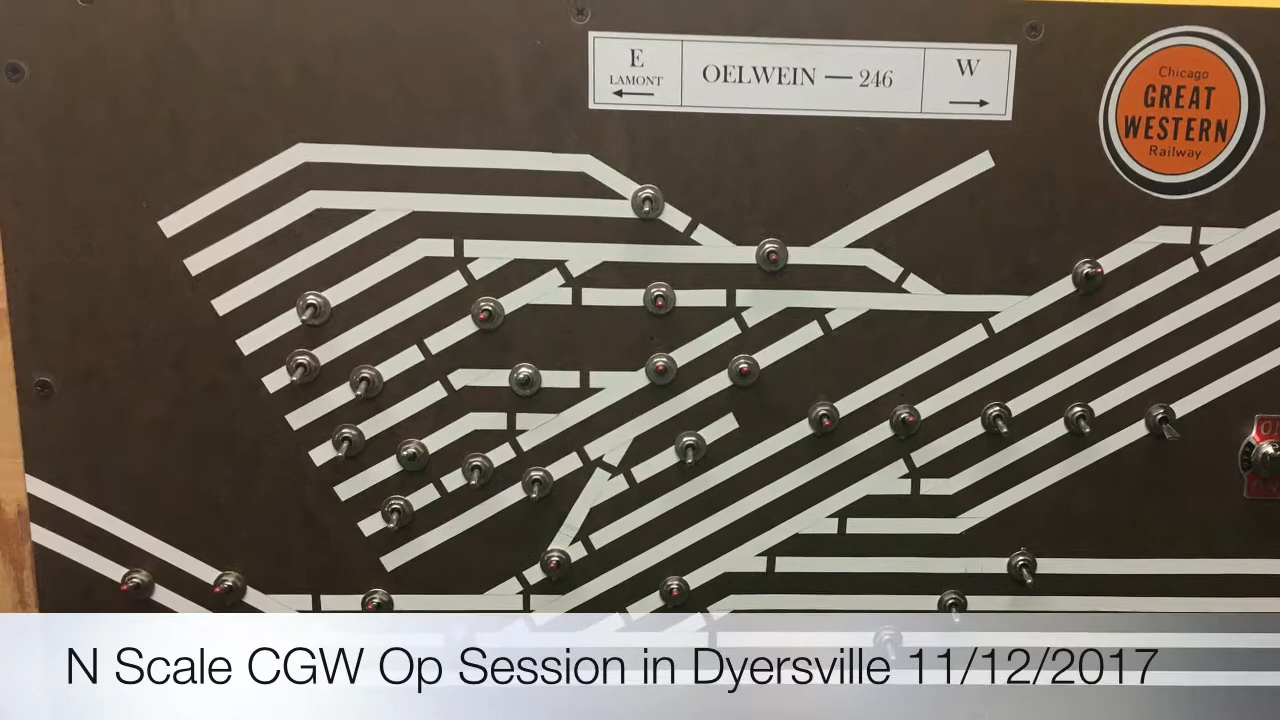 E
LAMONT
OELWEIN — 246
W
Chicago
GREAT
WESTERN
Railway
N Scale CGW Op Session in Dyersville 11/12/2017